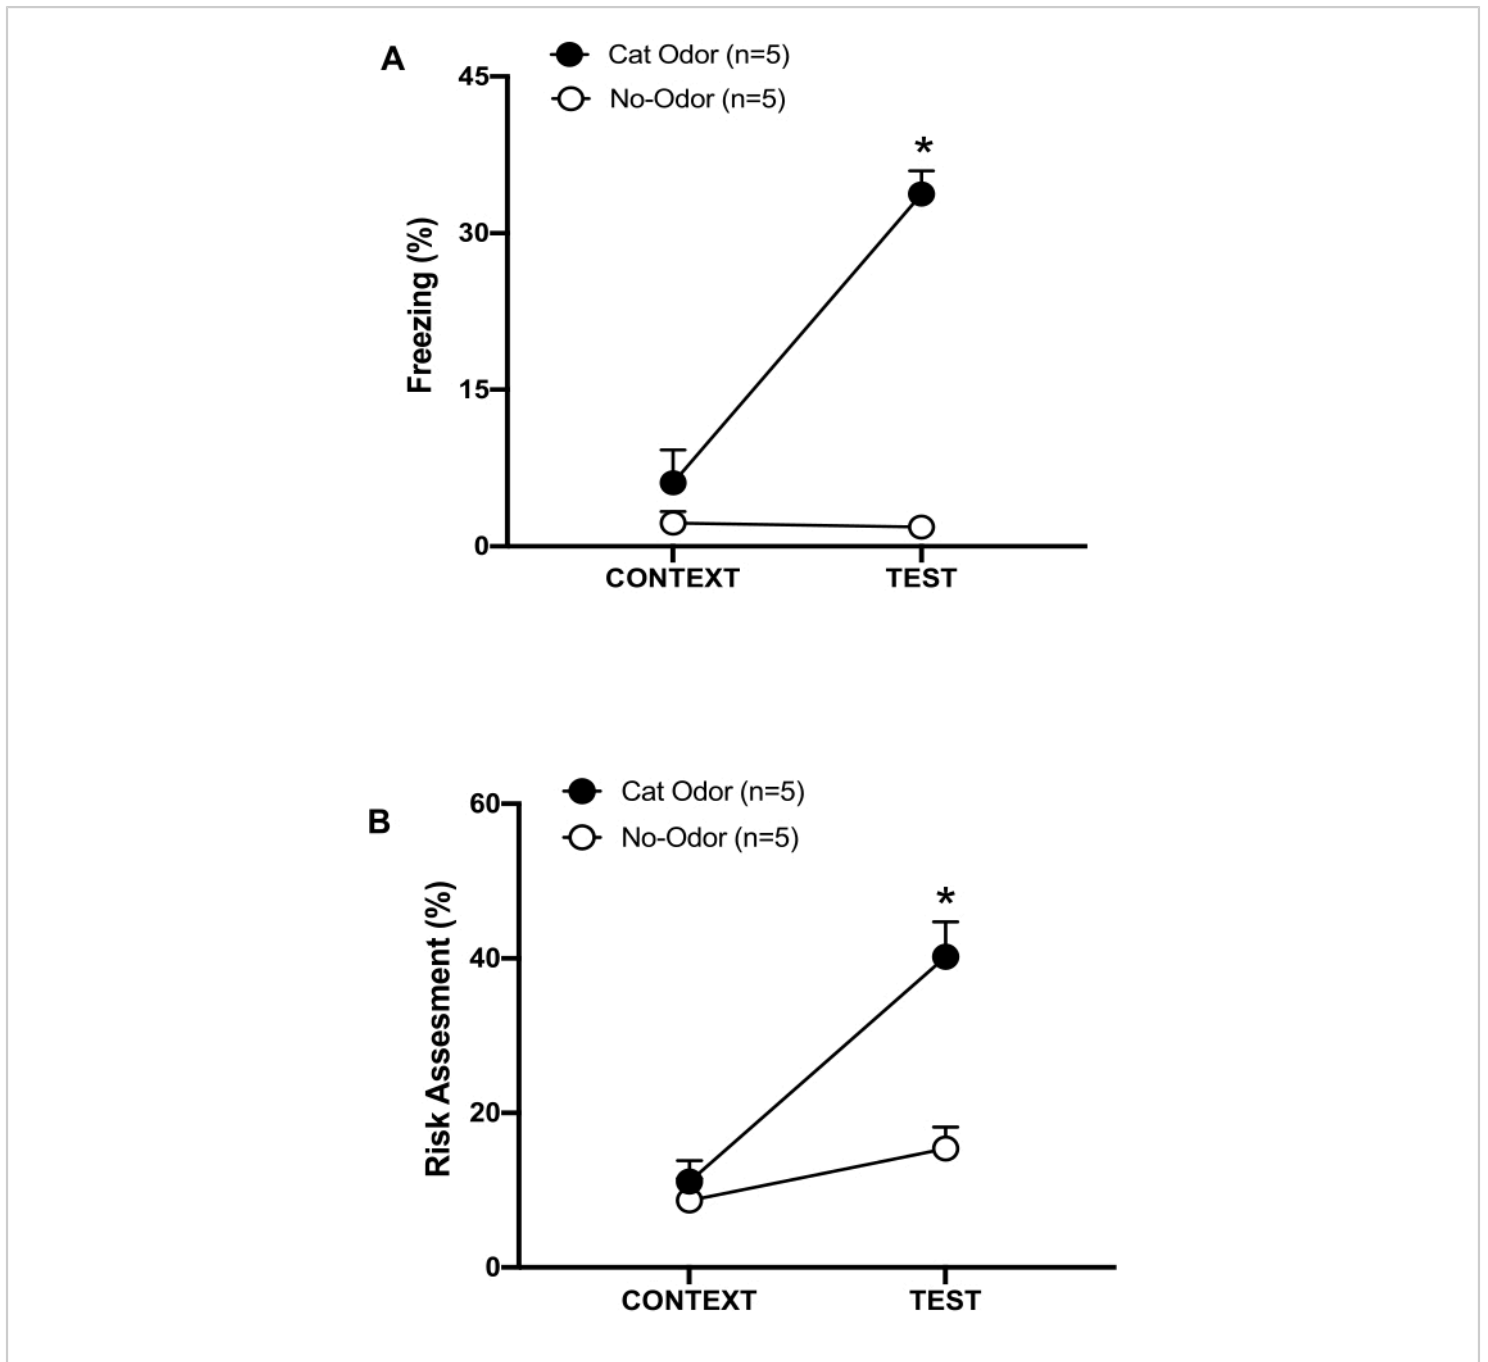 A
Cat Odor (n=5)
No-Odor (n=5)
45
*
30
15
0
Freezing (%)
CONTEXT TEST
B
Cat Odor (n=5)
No-Odor (n=5)
60
*
40
20
0
Risk Assesment (%)
CONTEXT TEST